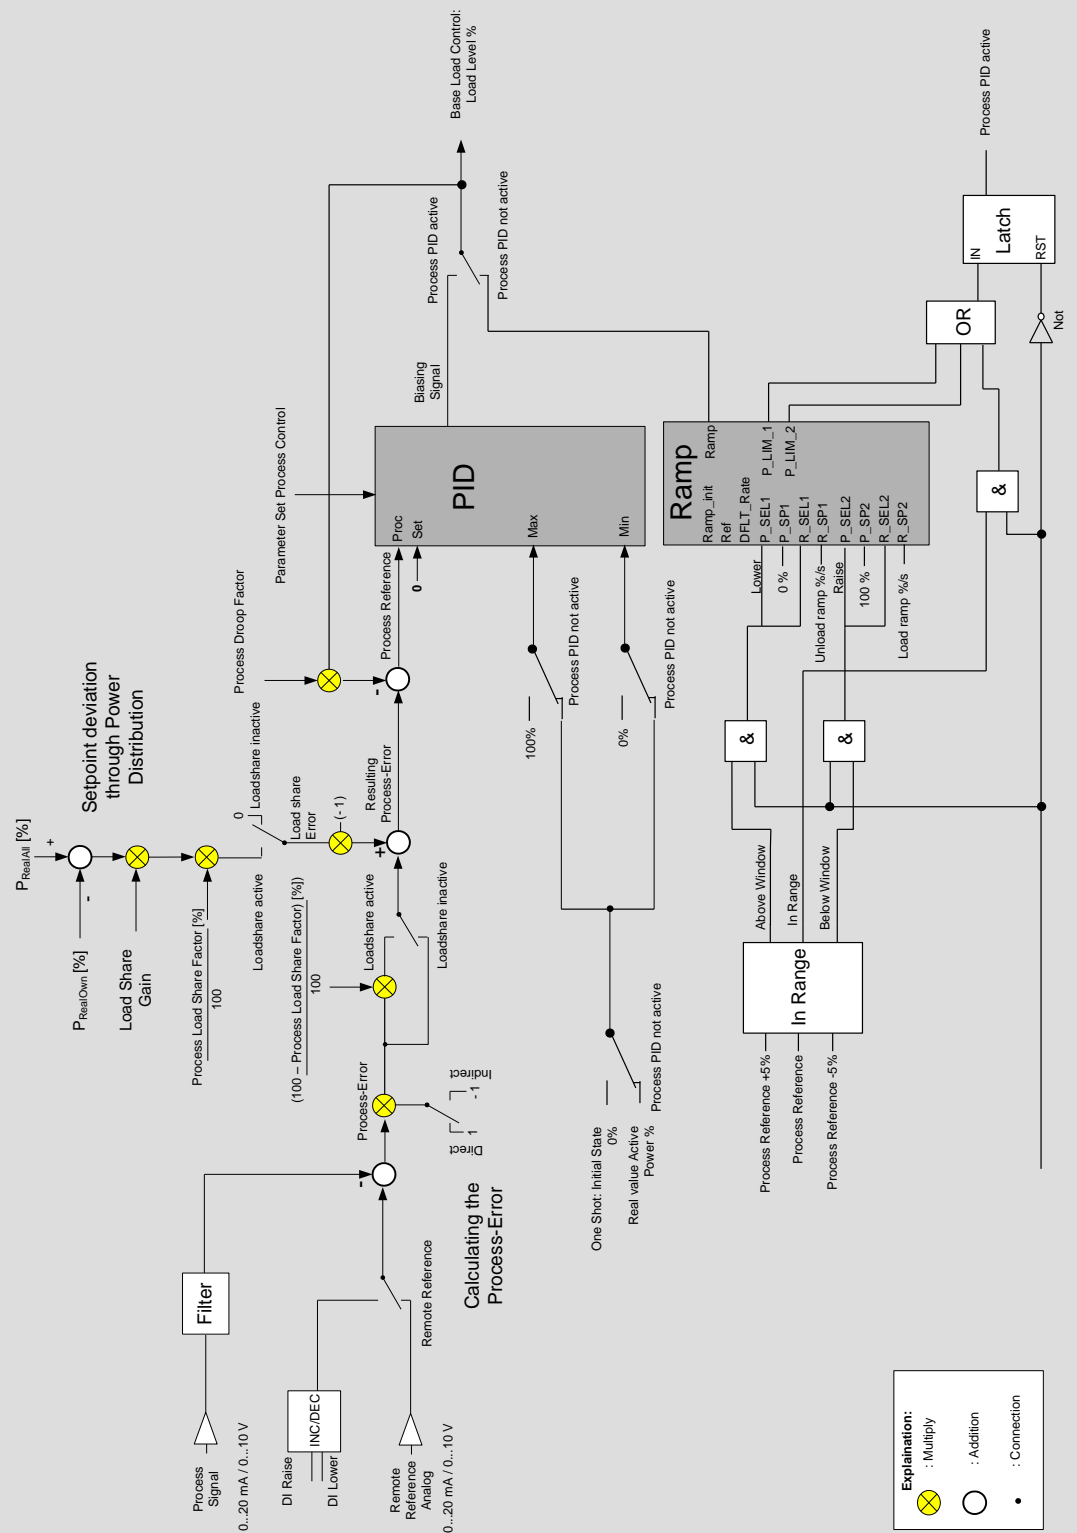 Process
Signal
0...20 mA / 0...10 V
Filter
DI Raise
DI Lower
INC/DEC
Remote
Reference
Analog
0...20 mA / 0...10 V
Remote Reference
Calculating the
Process-Error
-
Process-Error
Direct
1
-1
Indirect
PRealAll [%]
+
PRealOwn [%]
-
Setpoint deviation
through Power
Distribution
Load Share
Gain
Process Load Share Factor [%]
100
Loadshare active
0
Loadshare inactive
Load share
Error
(-1)
+
(100 – Process Load Share Factor) [%])
100
Loadshare active
Loadshare inactive
Resulting
Process-Error
Process Droop Factor
-
Process Reference
0
Parameter Set Process Control
PID
Proc
Set
Max
Min
Biasing
Signal
Process PID active
Process PID not active
Base Load Control:
Load Level %
100%
Process PID not active
0%
Process PID not active
One Shot: Initial State
0%
Real value Active
Power %
Process PID not active
Ramp
Ramp_init
Ref
DFLT_Rate
P_SEL1
P_SP1
R_SEL1
R_SP1
P_SEL2
P_SP2
R_SEL2
R_SP2
Ramp
P_LIM_1
P_LIM_2
Lower
0 %
Unload ramp %/s
Raise
100 %
Load ramp %/s
Process Reference +5%
Process Reference
Process Reference -5%
In Range
Above Window
In Range
Below Window
&
&
&
OR
Not
IN
Latch
RST
Process PID active
Explaination:
: Multiply
: Addition
: Connection